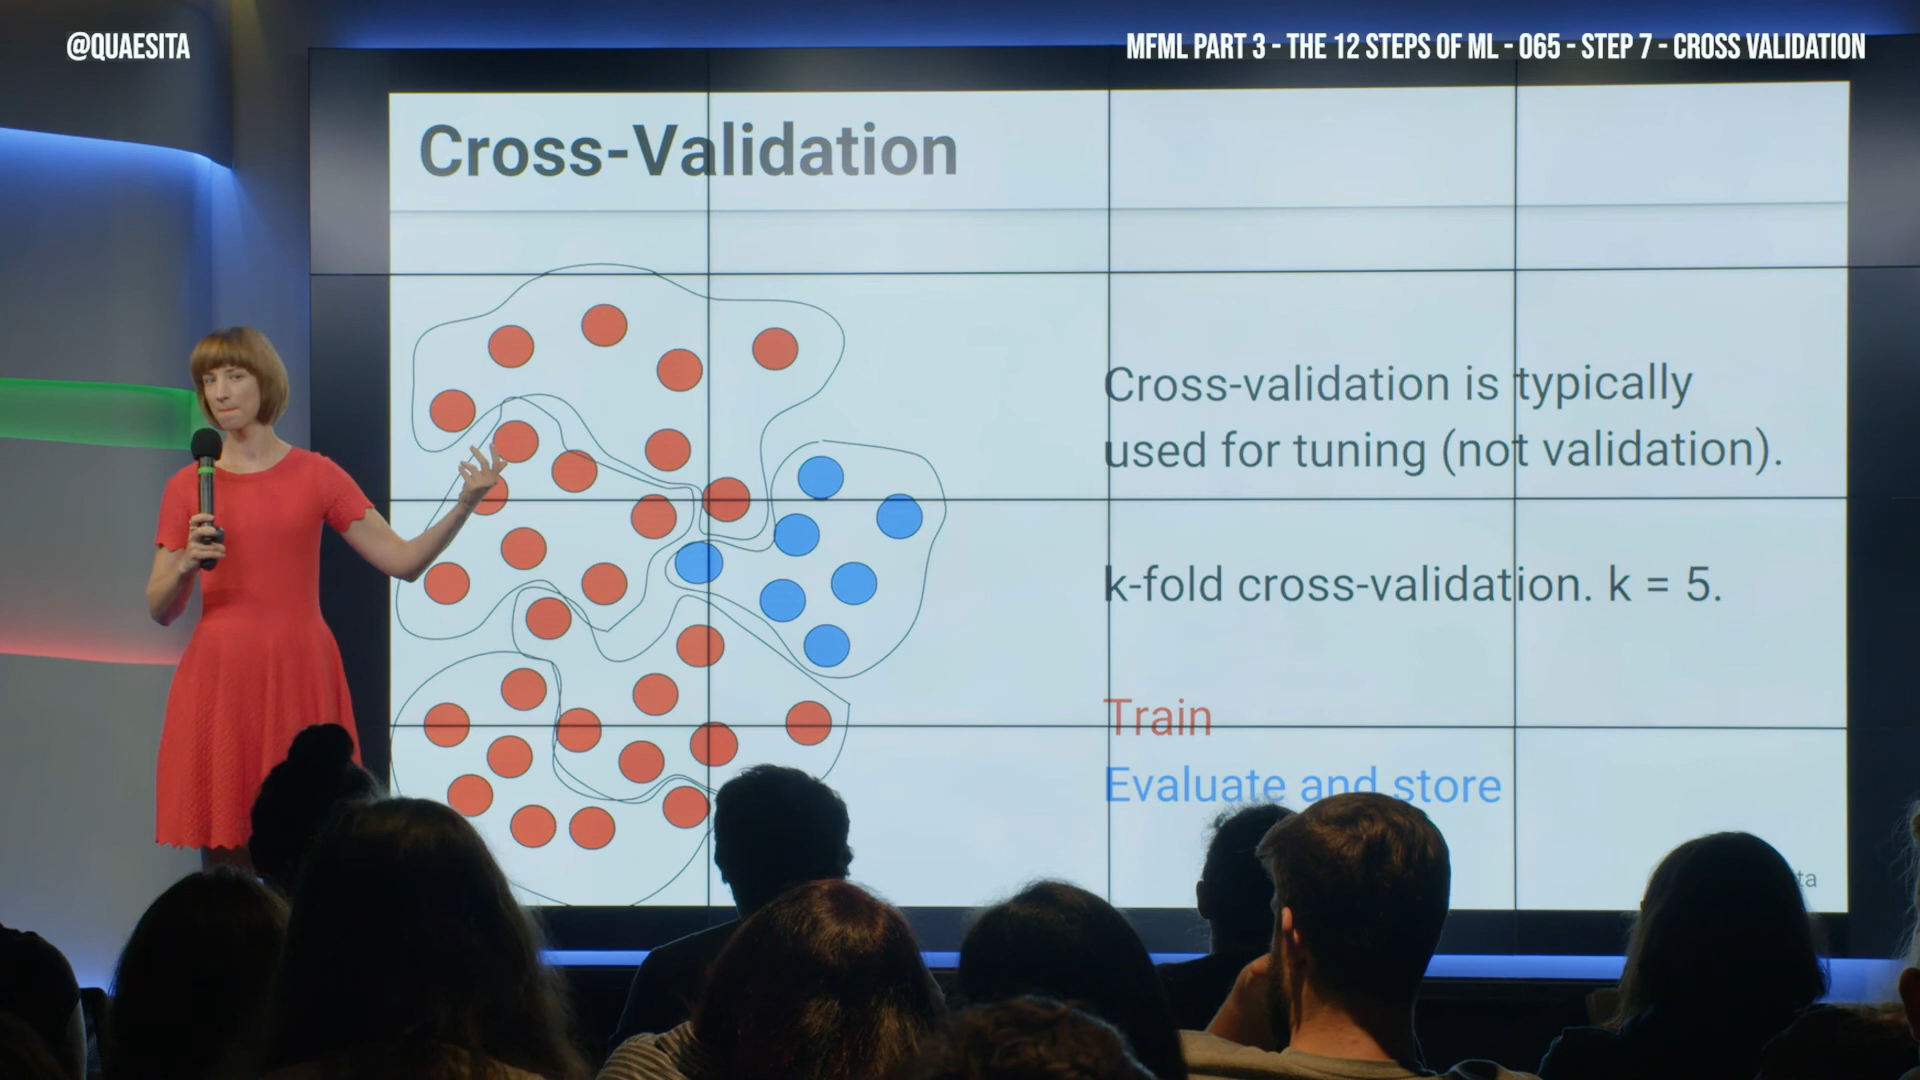 @QUAESITA
MFML PART 3 - THE 12 STEPS OF ML - 065 - STEP 7 - CROSS VALIDATION
Cross-Validation
Cross-validation is typically
used for tuning (not validation).
k-fold cross-validation. k = 5.
Train
Evaluate and store